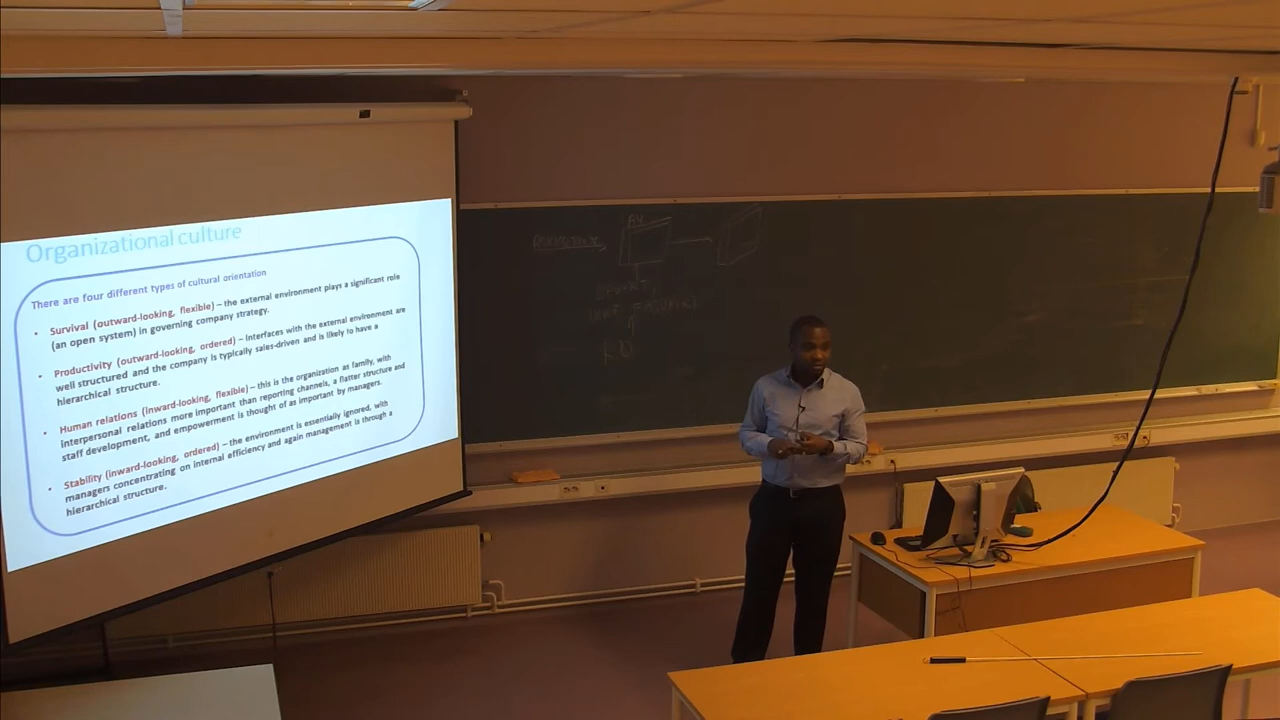 Organizational culture
There are four different types of cultural orientation
• Survival (outward-looking, flexible) – the external environment plays a significant role
(an open system) in governing company strategy.
• Productivity (outward-looking, ordered) – Interfaces with the external environment are
well structured and the company is typically sales-driven and is likely to have a
hierarchical structure.
• Human relations (inward-looking, flexible) – this is the organization as family, with
interpersonal relations more important than reporting channels, a flatter structure and
staff development, and empowerment is thought of as important by managers.
• Stability (inward-looking, ordered) – the environment is essentially ignored, with
managers concentrating on internal efficiency and again management is through a
hierarchical structure.